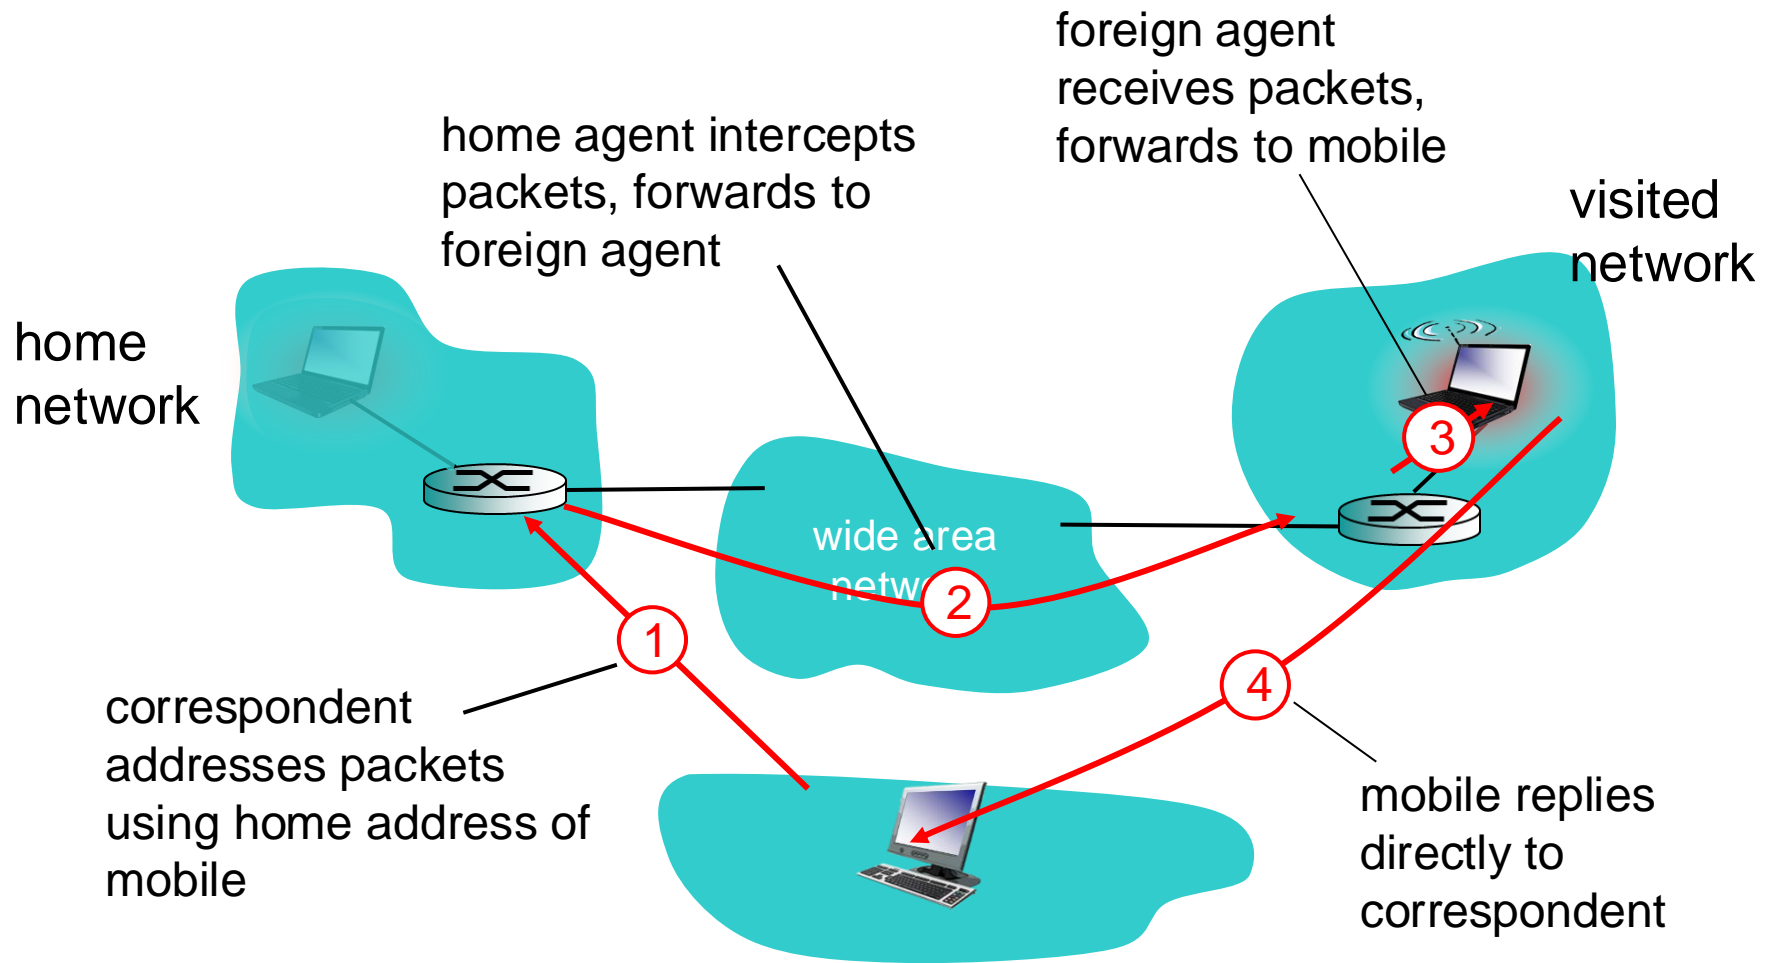 foreign agent
receives packets,
forwards to mobile
home agent intercepts
packets, forwards to
foreign agent
visited
network
home
network
wide area
netw
2
3
1
4
correspondent
addresses packets
using home address of
mobile
mobile replies
directly to
correspondent